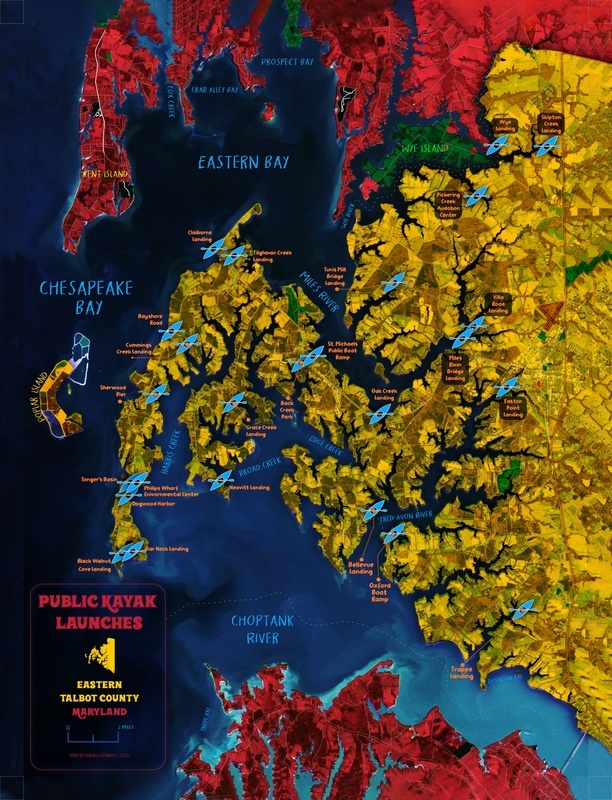 PROSPECT BAY
COX CREEK
CRAB ALLEY BAY
Wye
landing
Skipton
Creek
landing
WYE ISLAND
EASTERN BAY
KENT ISLAND
Pickering
Creek
Audobon
Center
WYE RIVER
Claiborne
landing
Tilghman Creek
landing
Tunis Mill
Bridge
landing
MILES RIVER
CHESAPEAKE
BAY
Villa
Road
landing
Bayshore
Road
Cummings
Creek landing
St. Michaels
Public Boat
Ramp
Miles
River
Bridge
landing
POPLAR ISLAND
Sherwood
Pier
Oak Creek
landing
Back
Creek
Park
Easton
Point
landing
Grace Creek
landing
HARRIS CREEK
EDGE CREEK
BROAD CREEK
Tongers Basin
Philips Wharf
Environmental Center
Neavitt landing
Dogwood Harbor
TRED AVON RIVER
Bar Neck landing
Black Walnut
Cove landing
Bellevue
landing
Oxford
Boat
Ramp
PUBLIC KAYAK
LAUNCHES
EASTERN
TALBOT COUNTY
MARYLAND
CHOPTANK
RIVER
Trappe
landing